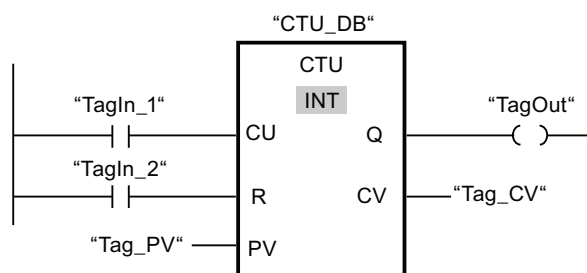 "CTU_DB"
CTU
INT
"TagIn_1“
"TagOut“
CU
Q
"TagIn_2“
R
CV
"Tag_CV“
"Tag_PV“
PV